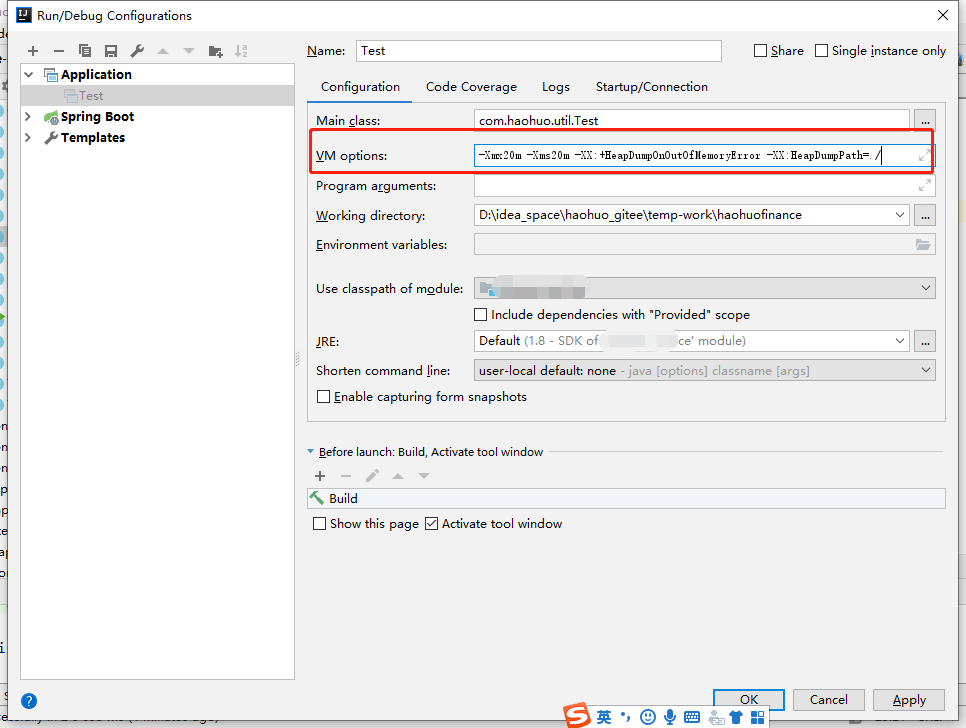 Run/Debug Configurations
Name: Test
Share
Single instance only
Application
Test
Spring Boot
Templates
Configuration Code Coverage Logs Startup/Connection
Main class: com.haohuo.util.Test ...
VM options: -Xmx20m -Xms20m -XX:+HeapDumpOnOutOfMemoryError -XX:HeapDumpPath=./
Program arguments:
Working directory: D:\idea_space\haohuo_gitee\temp-work\haohuofinance ...
Environment variables:
Use classpath of module:
Include dependencies with "Provided" scope
JRE: Default (1.8 - SDK of ce' module) ...
Shorten command line: user-local default: none - java [options] classname [args]
Enable capturing form snapshots
Before launch: Build, Activate tool window
Build
Show this page Activate tool window
? OK Cancel Apply
英